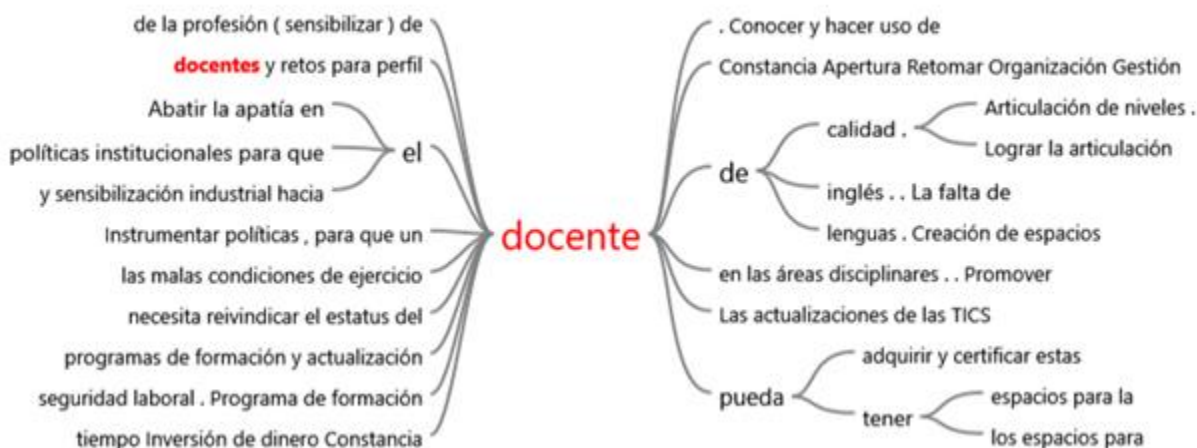 de la profesión ( sensibilizar ) de
docentes y retos para perfil
Abatir la apatía en
políticas institucionales para que
el
y sensibilización industrial hacia
Instrumentar políticas , para que un
las malas condiciones de ejercicio
necesita reivindicar el estatus del
programas de formación y actualización
seguridad laboral . Programa de formación
tiempo Inversión de dinero Constancia
docente
. Conocer y hacer uso de
Constancia Apertura Retomar Organización Gestión
de
calidad .
Articulación de niveles .
Lograr la articulación
inglés . . La falta de
lenguas . Creación de espacios
en las áreas disciplinares . . Promover
Las actualizaciones de las TICS
pueda
adquirir y certificar estas
tener
espacios para la
los espacios para